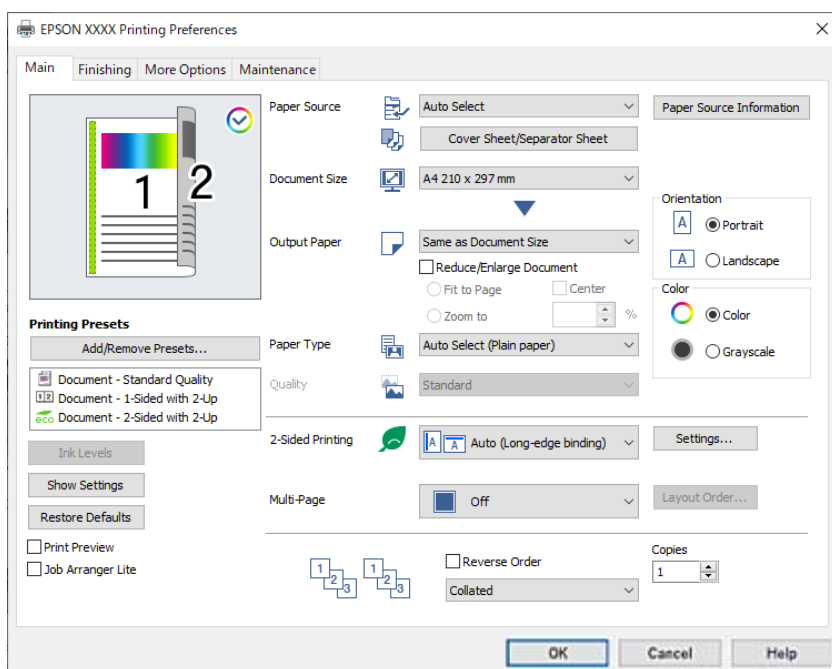 EPSON XXXX Printing Preferences
Main Finishing More Options Maintenance
1 2
Printing Presets
Add/Remove Presets...
Document - Standard Quality
1 2 Document - 1-Sided with 2-Up
eco Document - 2-Sided with 2-Up
Ink Levels
Show Settings
Restore Defaults
Print Preview
Job Arranger Lite
Paper Source Auto Select Paper Source Information
Cover Sheet/Separator Sheet
Document Size A4 210 x 297 mm
Output Paper Same as Document Size
Reduce/Enlarge Document
Fit to Page Center
Zoom to %
Paper Type Auto Select (Plain paper)
Quality Standard
Orientation
A Portrait
A Landscape
Color
Color
Grayscale
2-Sided Printing A A Auto (Long-edge binding) Settings...
Multi-Page Off Layout Order...
1 2 3 1 2 3
Reverse Order
Collated
Copies
1
OK Cancel Help